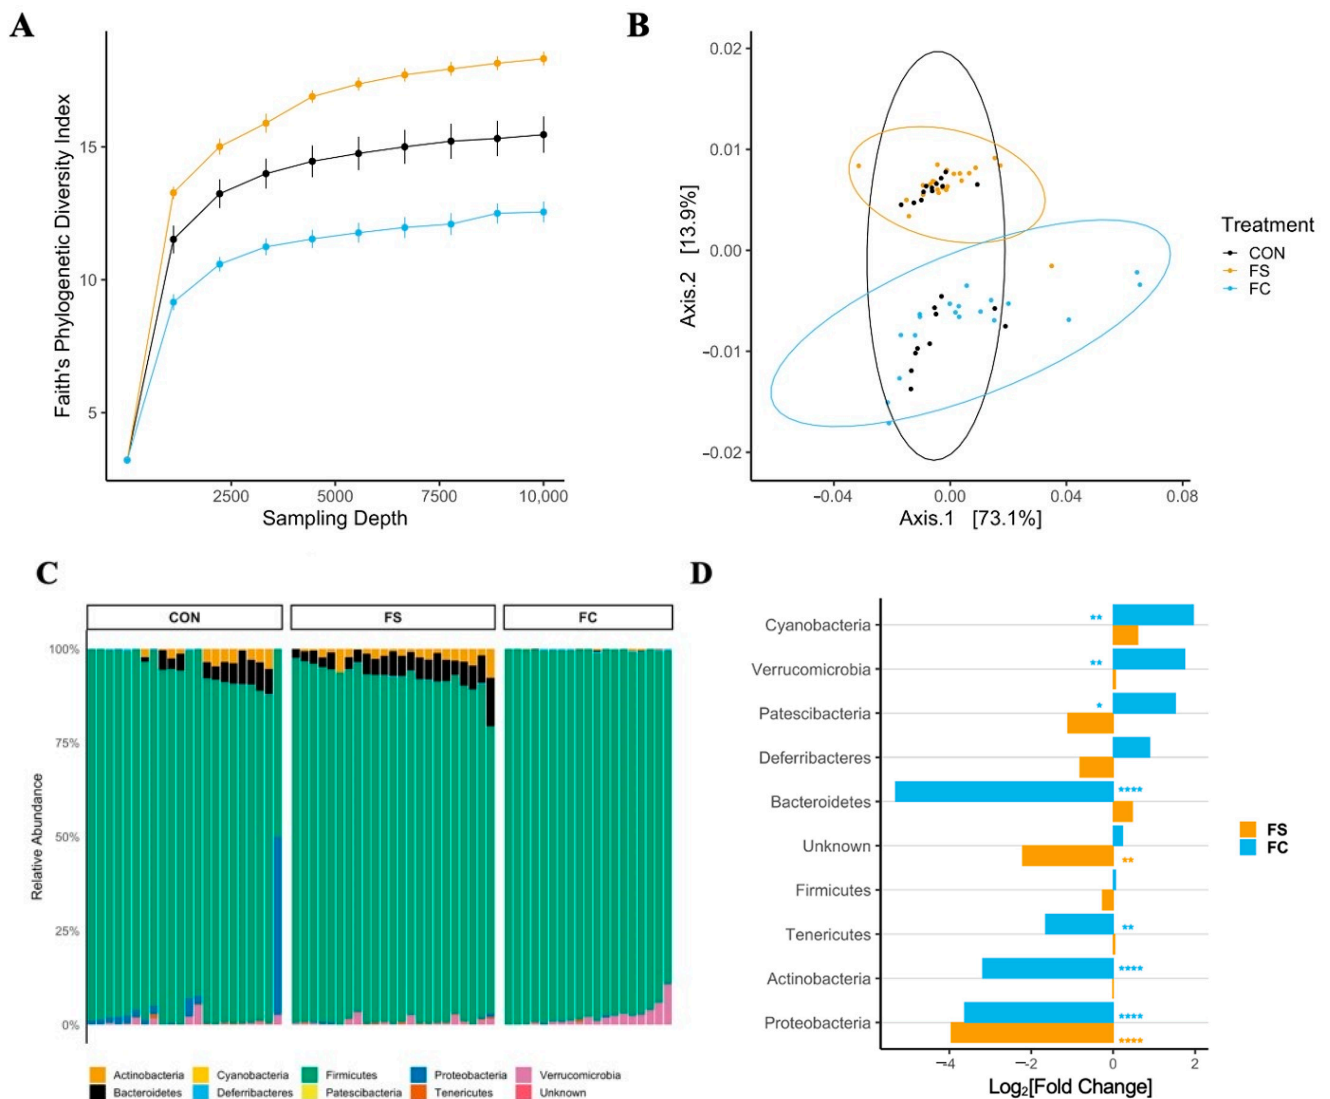 A
Faith's Phylogenetic Diversity Index
15
10
5
2500
5000
7500
10,000
Sampling Depth
B
Axis.2 [13.9%]
0.02
0.01
0.00
−0.01
−0.02
−0.04
0.00
0.04
0.08
Axis.1 [73.1%]
Treatment
CON
FS
FC
C
CON
FS
FC
Relative Abundance
100%
75%
50%
25%
0%
Actinobacteria
Cyanobacteria
Firmicutes
Proteobacteria
Verrucomicrobia
Bacteroidetes
Deferribacteres
Patescibacteria
Tenericutes
Unknown
D
Cyanobacteria
**
Verrucomicrobia
**
Patescibacteria
*
Deferribacteres
Bacteroidetes
****
Unknown
**
Firmicutes
Tenericutes
**
Actinobacteria
****
Proteobacteria
****
****
−4
−2
0
2
Log₂[Fold Change]
FS
FC